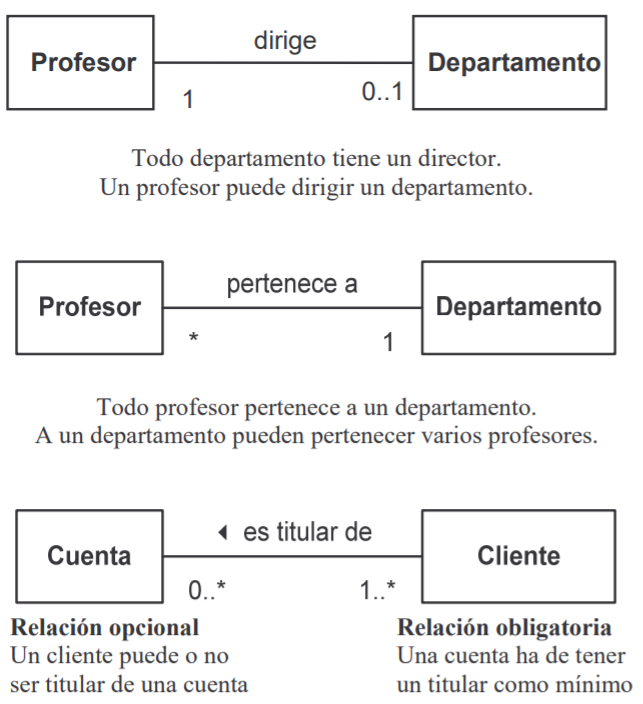 dirige
Profesor
Departamento
1
0..1
Todo departamento tiene un director.
Un profesor puede dirigir un departamento.
pertenece a
Profesor
Departamento
*
1
Todo profesor pertenece a un departamento.
A un departamento pueden pertenecer varios profesores.
es titular de
Cuenta
Cliente
0..*
1..*
Relación opcional
Un cliente puede o no
ser titular de una cuenta
Relación obligatoria
Una cuenta ha de tener
un titular como mínimo